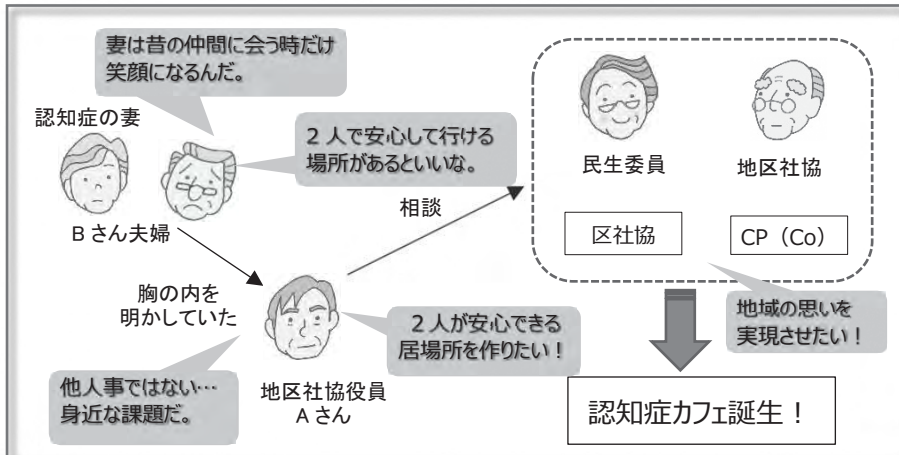 妻は昔の仲間に会う時だけ
笑顔になるんだ。
認知症の妻
2人で安心して行ける
場所があるといいな。
Bさん夫婦
胸の内を
明かしていた
相談
民生委員
地区社協
区社協
CP（Co）
地域の思いを
実現させたい！
2人が安心できる
居場所を作りたい！
他人事ではない…
身近な課題だ。
地区社協役員
Aさん
認知症カフェ誕生！